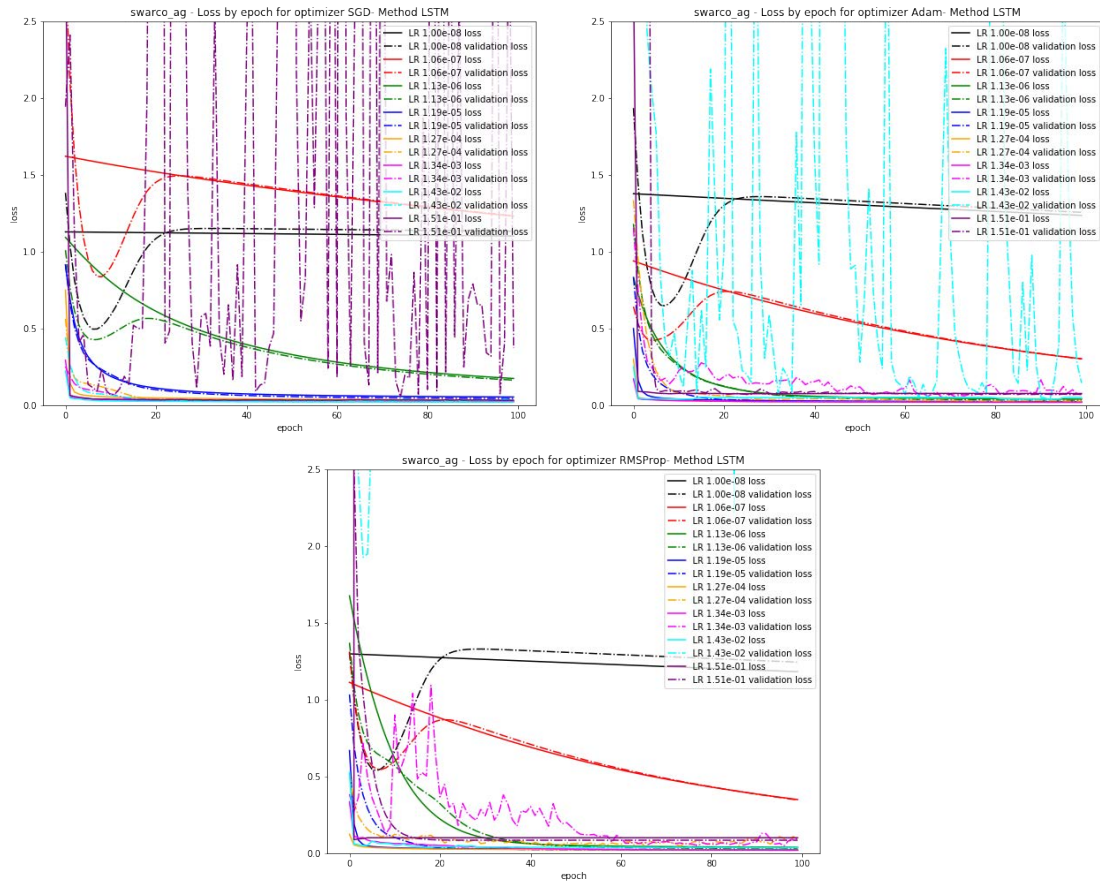 swarco_ag - Loss by epoch for optimizer SGD- Method LSTM
2.5
2.0
1.5
1.0
0.5
0.0
loss
0
20
40
60
80
100
epoch
LR 1.00e-08 loss
LR 1.00e-08 validation loss
LR 1.06e-07 loss
LR 1.06e-07 validation loss
LR 1.13e-06 loss
LR 1.13e-06 validation loss
LR 1.19e-05 loss
LR 1.19e-05 validation loss
LR 1.27e-04 loss
LR 1.27e-04 validation loss
LR 1.34e-03 loss
LR 1.34e-03 validation loss
LR 1.43e-02 loss
LR 1.43e-02 validation loss
LR 1.51e-01 loss
LR 1.51e-01 validation loss
swarco_ag - Loss by epoch for optimizer Adam- Method LSTM
2.5
2.0
1.5
1.0
0.5
0.0
loss
0
20
40
60
80
100
epoch
LR 1.00e-08 loss
LR 1.00e-08 validation loss
LR 1.06e-07 loss
LR 1.06e-07 validation loss
LR 1.13e-06 loss
LR 1.13e-06 validation loss
LR 1.19e-05 loss
LR 1.19e-05 validation loss
LR 1.27e-04 loss
LR 1.27e-04 validation loss
LR 1.34e-03 loss
LR 1.34e-03 validation loss
LR 1.43e-02 loss
LR 1.43e-02 validation loss
LR 1.51e-01 loss
LR 1.51e-01 validation loss
swarco_ag - Loss by epoch for optimizer RMSProp- Method LSTM
2.5
2.0
1.5
1.0
0.5
0.0
loss
0
20
40
60
80
100
epoch
LR 1.00e-08 loss
LR 1.00e-08 validation loss
LR 1.06e-07 loss
LR 1.06e-07 validation loss
LR 1.13e-06 loss
LR 1.13e-06 validation loss
LR 1.19e-05 loss
LR 1.19e-05 validation loss
LR 1.27e-04 loss
LR 1.27e-04 validation loss
LR 1.34e-03 loss
LR 1.34e-03 validation loss
LR 1.43e-02 loss
LR 1.43e-02 validation loss
LR 1.51e-01 loss
LR 1.51e-01 validation loss